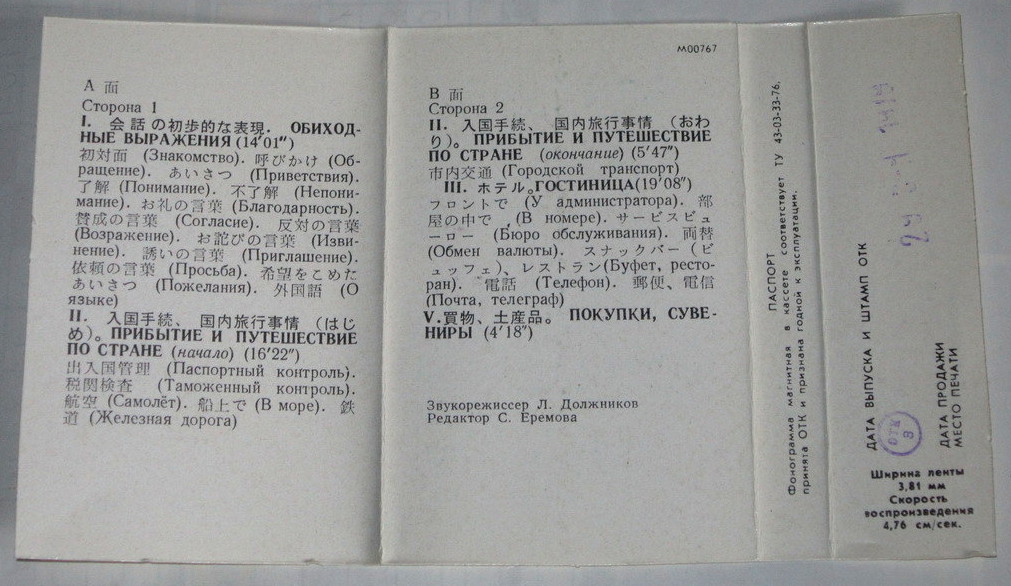 А 面
Сторона 1
I. 会話の初歩的な表現. ОБИХОД-
НЫЕ ВЫРАЖЕНИЯ (14′01″)
初対面 (Знакомство). 呼びかけ (Об-
ращение). あいさつ (Приветствия).
了解 (Понимание). 不了解 (Непони-
мание). お礼の言葉 (Благодарность).
賛成の言葉 (Согласие). 反対の言葉
(Возражение). お詫びの言葉 (Изви-
нение). 誘いの言葉 (Приглашение).
依頼の言葉 (Просьба). 希望をこめた
あいさつ (Пожелания). 外国語 (О
языке)
II. 入国手続、国内旅行事情 (はじ
め)。ПРИБЫТИЕ И ПУТЕШЕСТВИЕ
ПО СТРАНЕ (начало) (16′22″)
出入国管理 (Паспортный контроль).
税関検査 (Таможенный контроль).
航空 (Самолёт). 船上で (В море). 鉄
道 (Железная дорога)
М00767
В 面
Сторона 2
II. 入国手続、国内旅行事情 (おわ
り)。ПРИБЫТИЕ И ПУТЕШЕСТВИЕ
ПО СТРАНЕ (окончание) (5′47″)
市内交通 (Городской транспорт)
III. ホテル。ГОСТИНИЦА(19′08″)
フロントで (У администратора). 部
屋の中で , (В номере). サービスビュ
ーロー (Бюро обслуживания). 両替
(Обмен валюты). スナックバー (ビ
ュッフェ)、レストラン(Буфет, ресто-
ран). 電話 (Телефон). 郵便、電信
(Почта, телеграф)
V.買物、土産品。 ПОКУПКИ, СУВЕ-
НИРЫ (4′18″)
Звукорежиссер Л. Должников
Редактор С. Еремова
ПАСПОРТ
Фонограмма магнитная в кассете соответствует ТУ 43-03-33-76,
принята ОТК и признана годной к эксплуатации.
ДАТА ВЫПУСКА И ШТАМП ОТК
ОТК
8
ДАТА ПРОДАЖИ
МЕСТО ПЕЧАТИ
Ширина ленты
3,81 мм
Скорость
воспроизведения
4,76 см/сек.